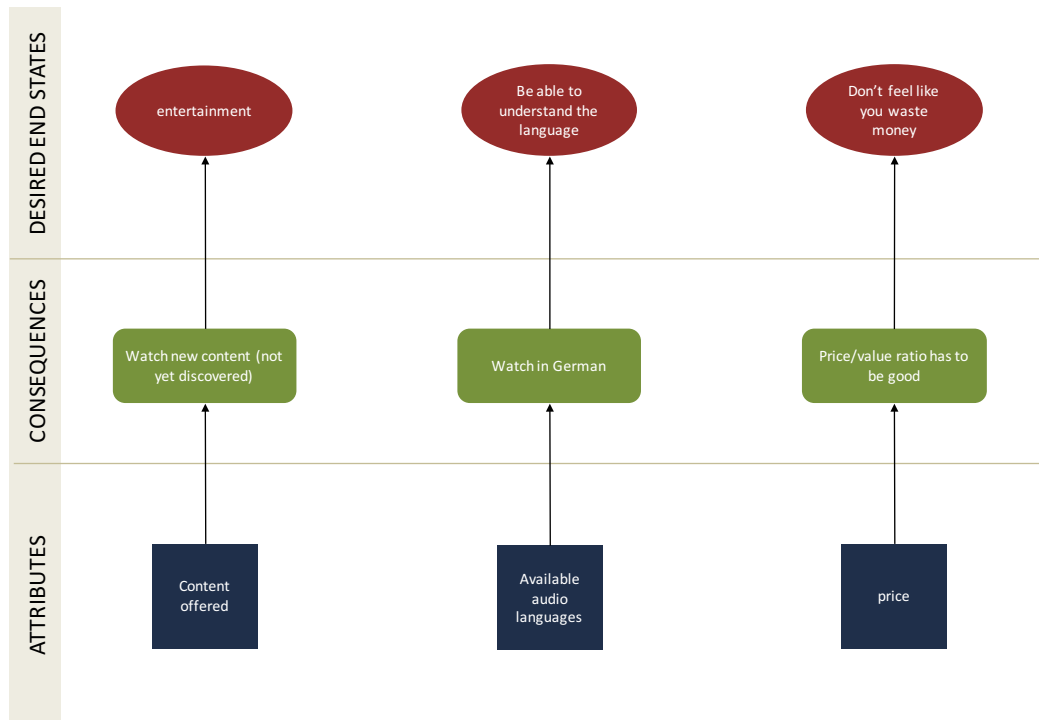 DESIRED END STATES
entertainment
Be able to
understand the
language
Don't feel like
you waste
money
CONSEQUENCES
Watch new content (not
yet discovered)
Watch in German
Price/value ratio has to
be good
ATTRIBUTES
Content
offered
Available
audio
languages
price